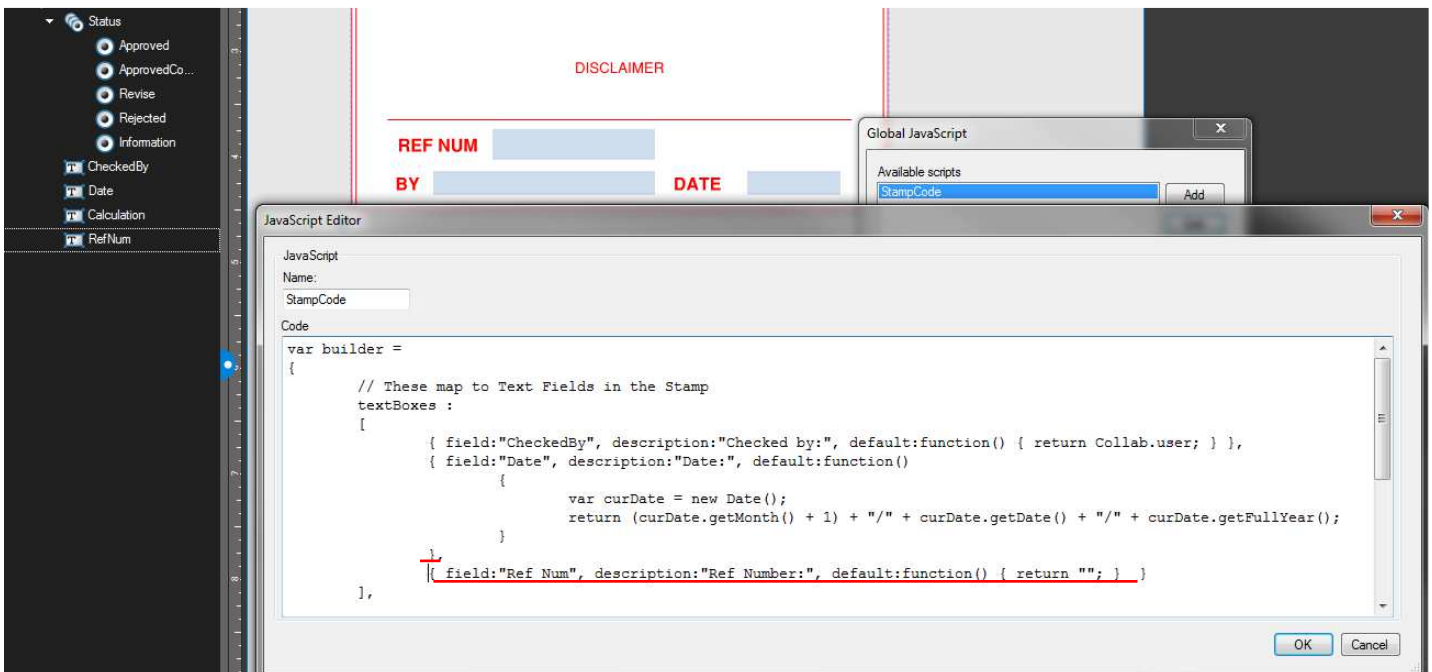 Status
Approved
ApprovedCo...
Revise
Rejected
Information
CheckedBy
Date
Calculation
RefNum
DISCLAIMER
REF NUM
BY DATE
Global JavaScript
Available scripts
StampCode
Add
JavaScript Editor
JavaScript
Name:
StampCode
Code
var builder =
{
// These map to Text Fields in the Stamp
textBoxes :
[
{ field:"CheckedBy", description:"Checked by:", default:function() { return Collab.user; } },
{ field:"Date", description:"Date:", default:function()
{
var curDate = new Date();
return (curDate.getMonth() + 1) + "/" + curDate.getDate() + "/" + curDate.getFullYear();
}
},
{ field:"Ref Num", description:"Ref Number:", default:function() { return ""; } }
],
OK Cancel